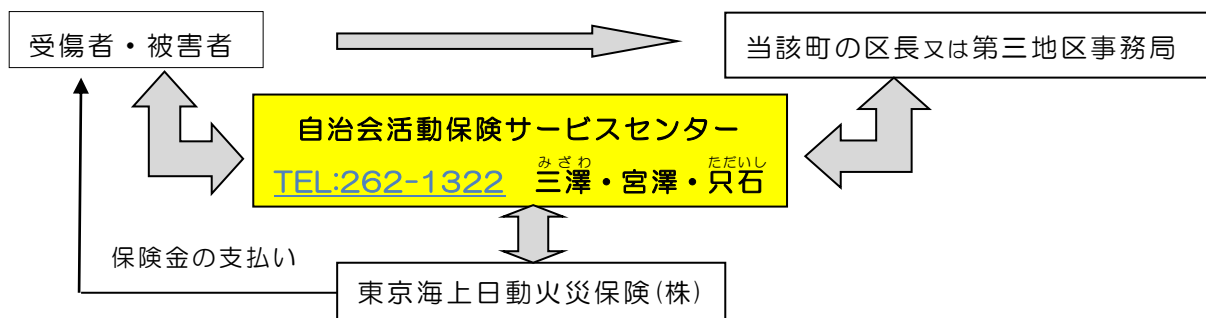 受傷者・被害者
当該町の区長又は第三地区事務局
自治会活動保険サービスセンター
みざわ ただいし
TEL:262-1322 三澤・宮澤・只石
保険金の支払い
東京海上日動火災保険(株)